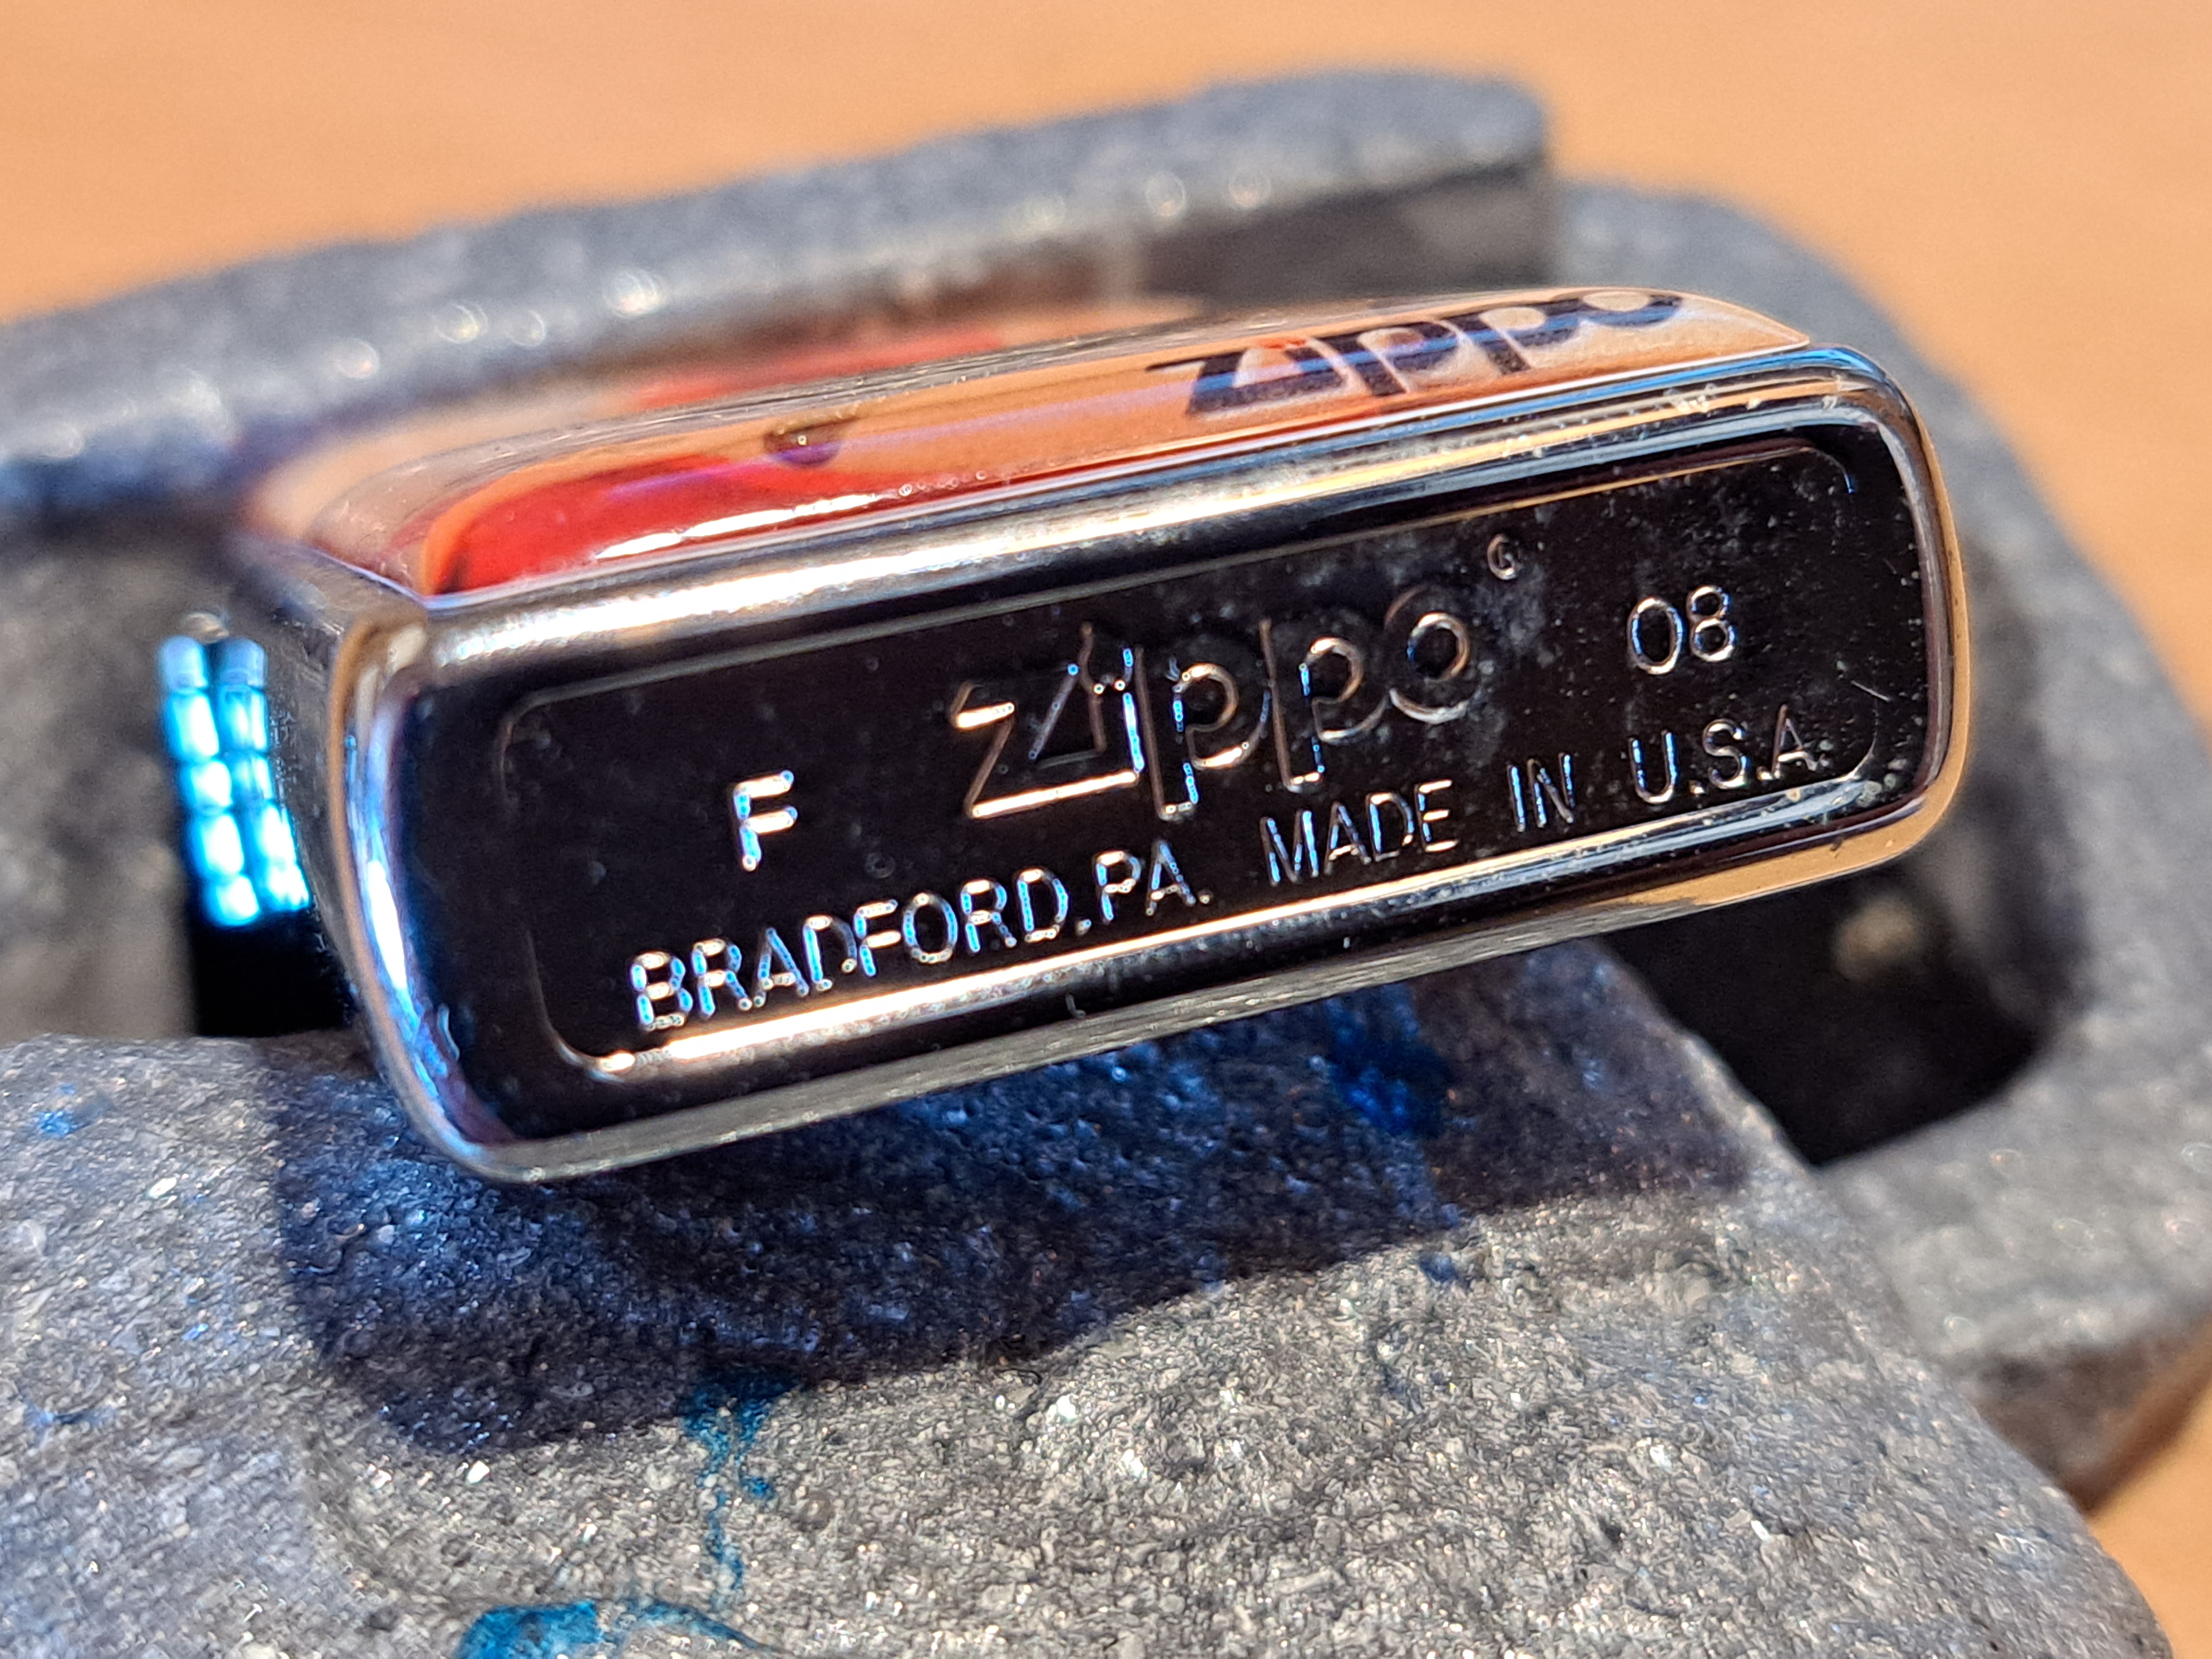 zippo
zippo ®
F 08
BRADFORD,PA. MADE IN U.S.A.